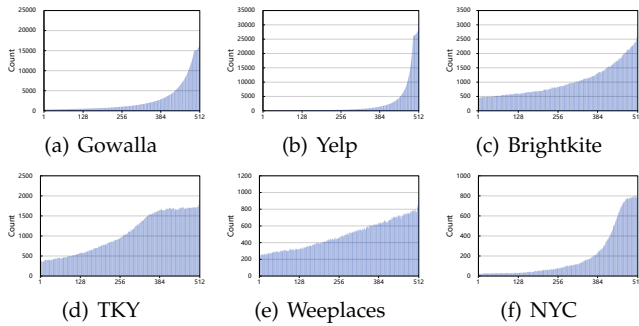 25000
20000
15000
10000
5000
0
Count
1 128 256 384 512
(a) Gowalla
35000
30000
25000
20000
15000
10000
5000
0
Count
1 128 256 384 512
(b) Yelp
3500
3000
2500
2000
1500
1000
500
0
Count
1 128 256 384 51
(c) Brightkite
2500
2000
1500
1000
500
0
Count
1 128 256 384 512
(d) TKY
1200
1000
800
600
400
200
0
Count
1 128 256 384 512
(e) Weeplaces
1000
800
600
400
200
0
Count
1 128 256 384 51
(f) NYC